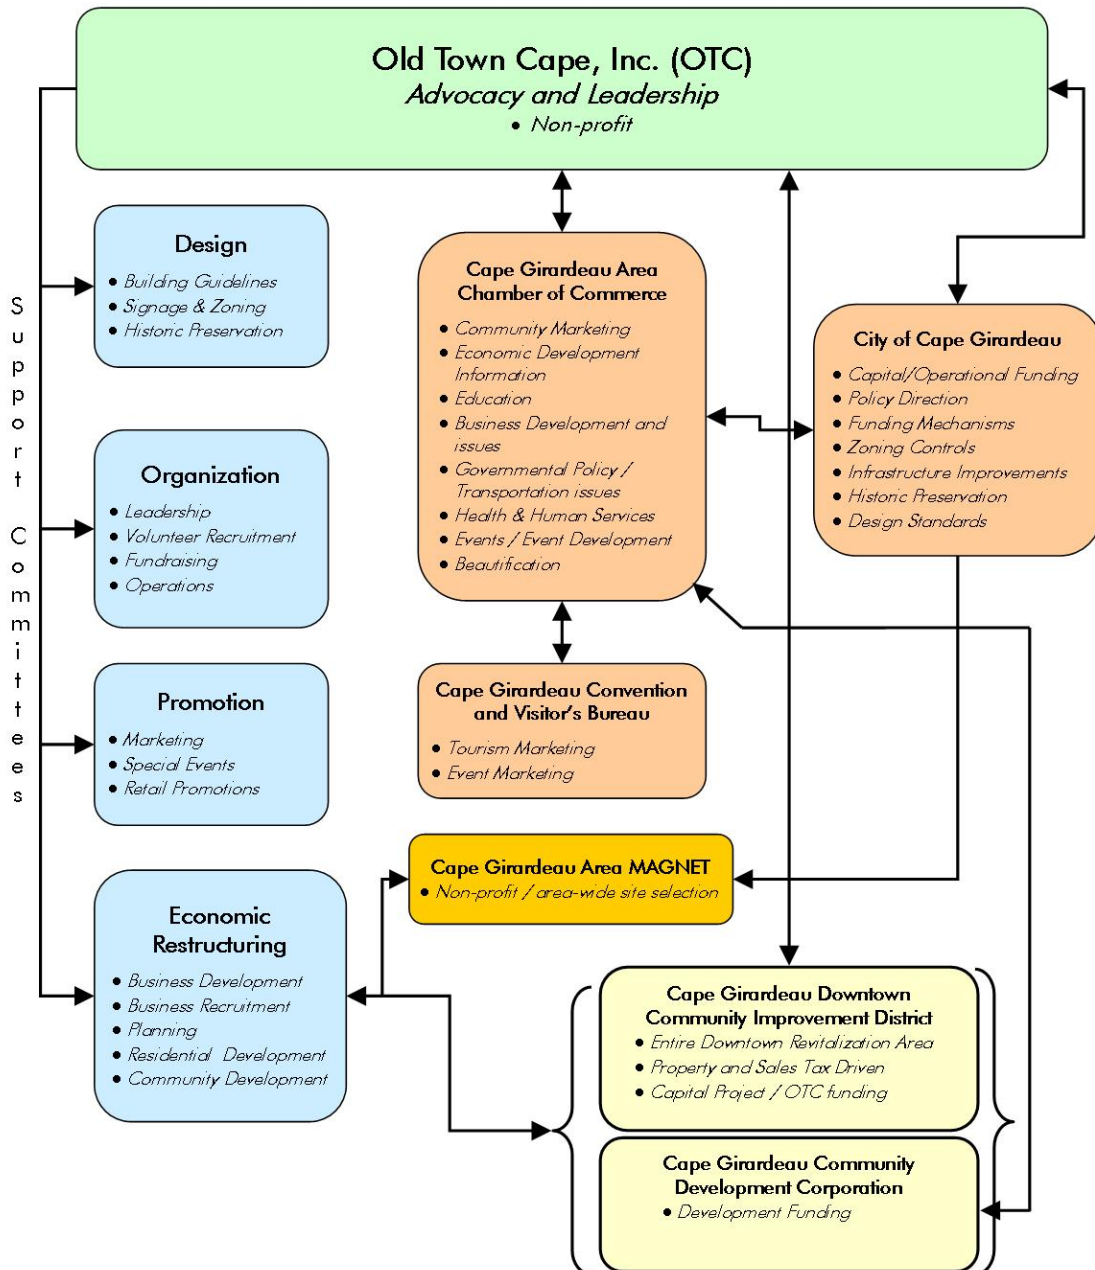 Old Town Cape, Inc. (OTC)
Advocacy and Leadership
• Non-profit
Support Committees
Design
• Building Guidelines
• Signage & Zoning
• Historic Preservation
Organization
• Leadership
• Volunteer Recruitment
• Fundraising
• Operations
Promotion
• Marketing
• Special Events
• Retail Promotions
Economic
Restructuring
• Business Development
• Business Recruitment
• Planning
• Residential Development
• Community Development
Cape Girardeau Area
Chamber of Commerce
• Community Marketing
• Economic Development
Information
• Education
• Business Development and
issues
• Governmental Policy /
Transportation issues
• Health & Human Services
• Events / Event Development
• Beautification
Cape Girardeau Convention
and Visitor's Bureau
• Tourism Marketing
• Event Marketing
City of Cape Girardeau
• Capital/Operational Funding
• Policy Direction
• Funding Mechanisms
• Zoning Controls
• Infrastructure Improvements
• Historic Preservation
• Design Standards
Cape Girardeau Area MAGNET
• Non-profit / area-wide site selection
Cape Girardeau Downtown
Community Improvement District
• Entire Downtown Revitalization Area
• Property and Sales Tax Driven
• Capital Project / OTC funding
Cape Girardeau Community
Development Corporation
• Development Funding